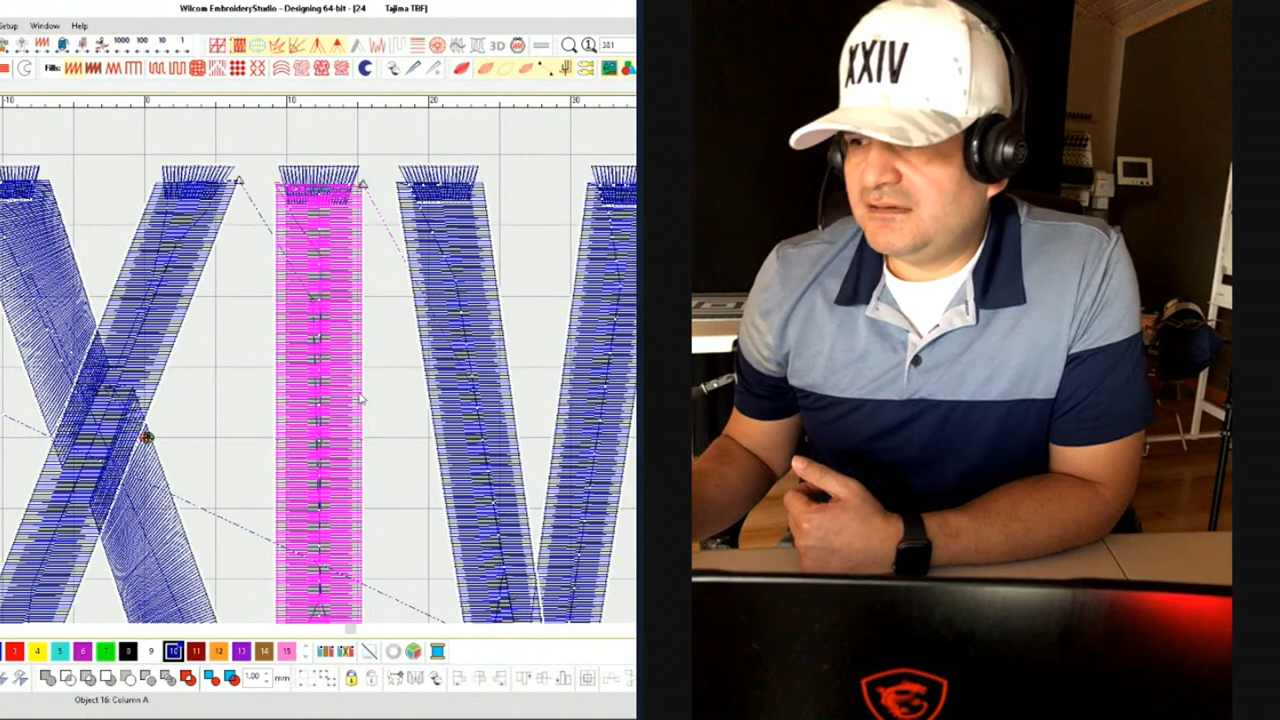 Wilcom EmbroideryStudio - Designing 64-bit - [24 Tajima TBF]
Setup Window Help
1000 100 10 1 3D 1 381
Fills:
-10 0 10 20 30
3 4 5 6 7 8 9 10 11 12 13 14 15
1.00 mm
Object 16: Column A
XXIV